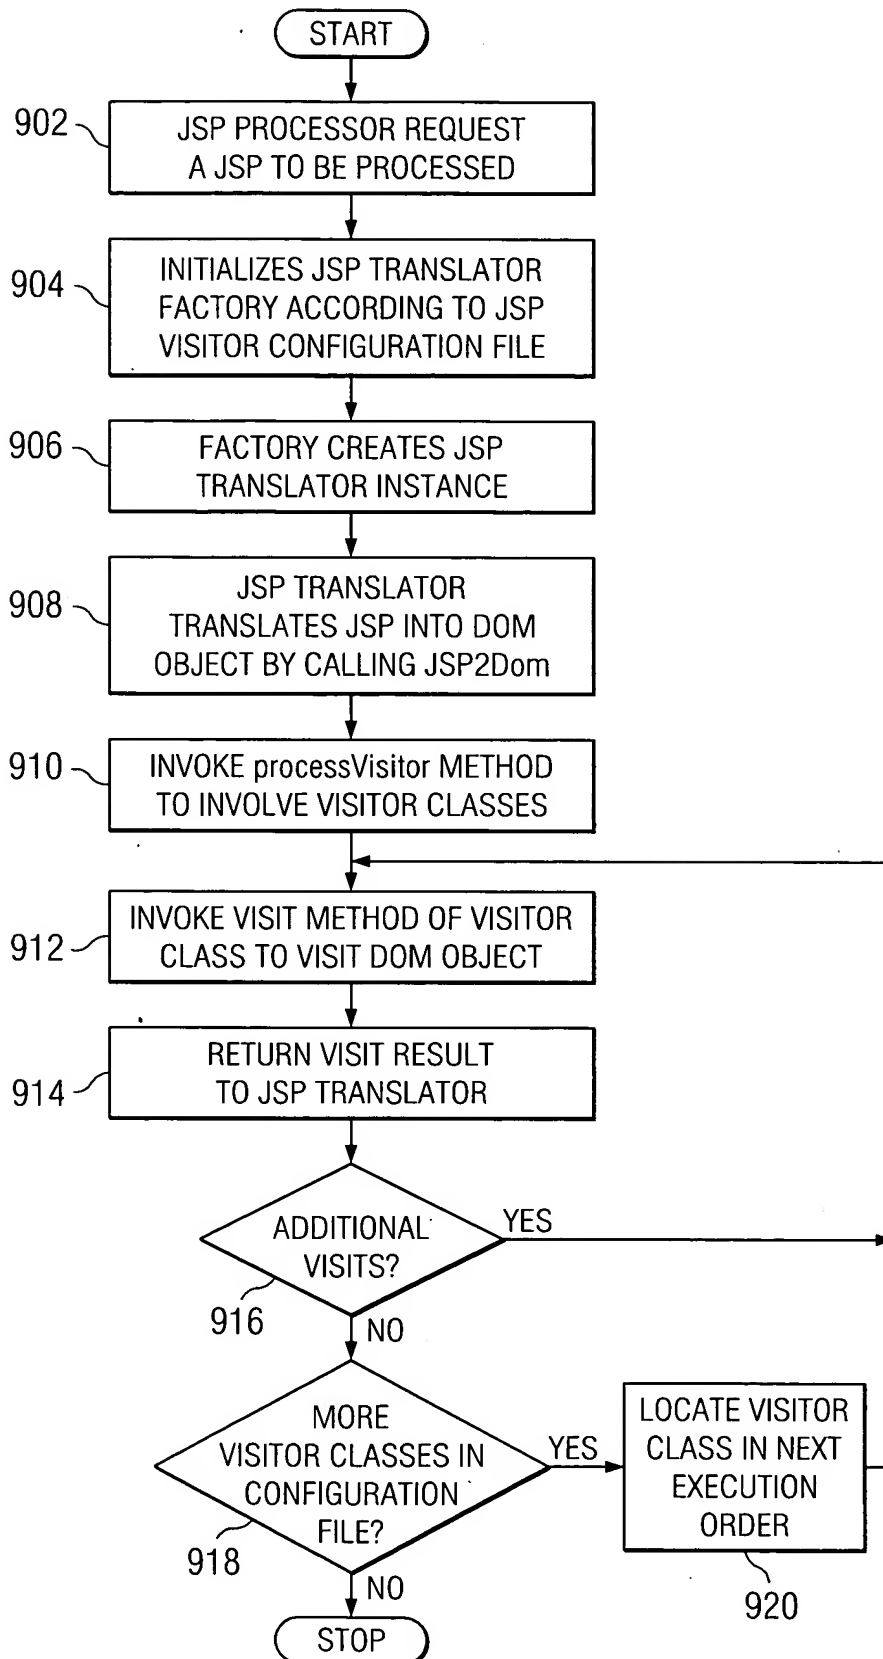 START
902
JSP PROCESSOR REQUEST
A JSP TO BE PROCESSED
904
INITIALIZES JSP TRANSLATOR
FACTORY ACCORDING TO JSP
VISITOR CONFIGURATION FILE
906
FACTORY CREATES JSP
TRANSLATOR INSTANCE
908
JSP TRANSLATOR
TRANSLATES JSP INTO DOM
OBJECT BY CALLING JSP2Dom
910
INVOKE processVisitor METHOD
TO INVOLVE VISITOR CLASSES
912
INVOKE VISIT METHOD OF VISITOR
CLASS TO VISIT DOM OBJECT
914
RETURN VISIT RESULT
TO JSP TRANSLATOR
ADDITIONAL
VISITS?
YES
916
NO
MORE
VISITOR CLASSES IN
CONFIGURATION
FILE?
YES
918
NO
LOCATE VISITOR
CLASS IN NEXT
EXECUTION
ORDER
920
STOP